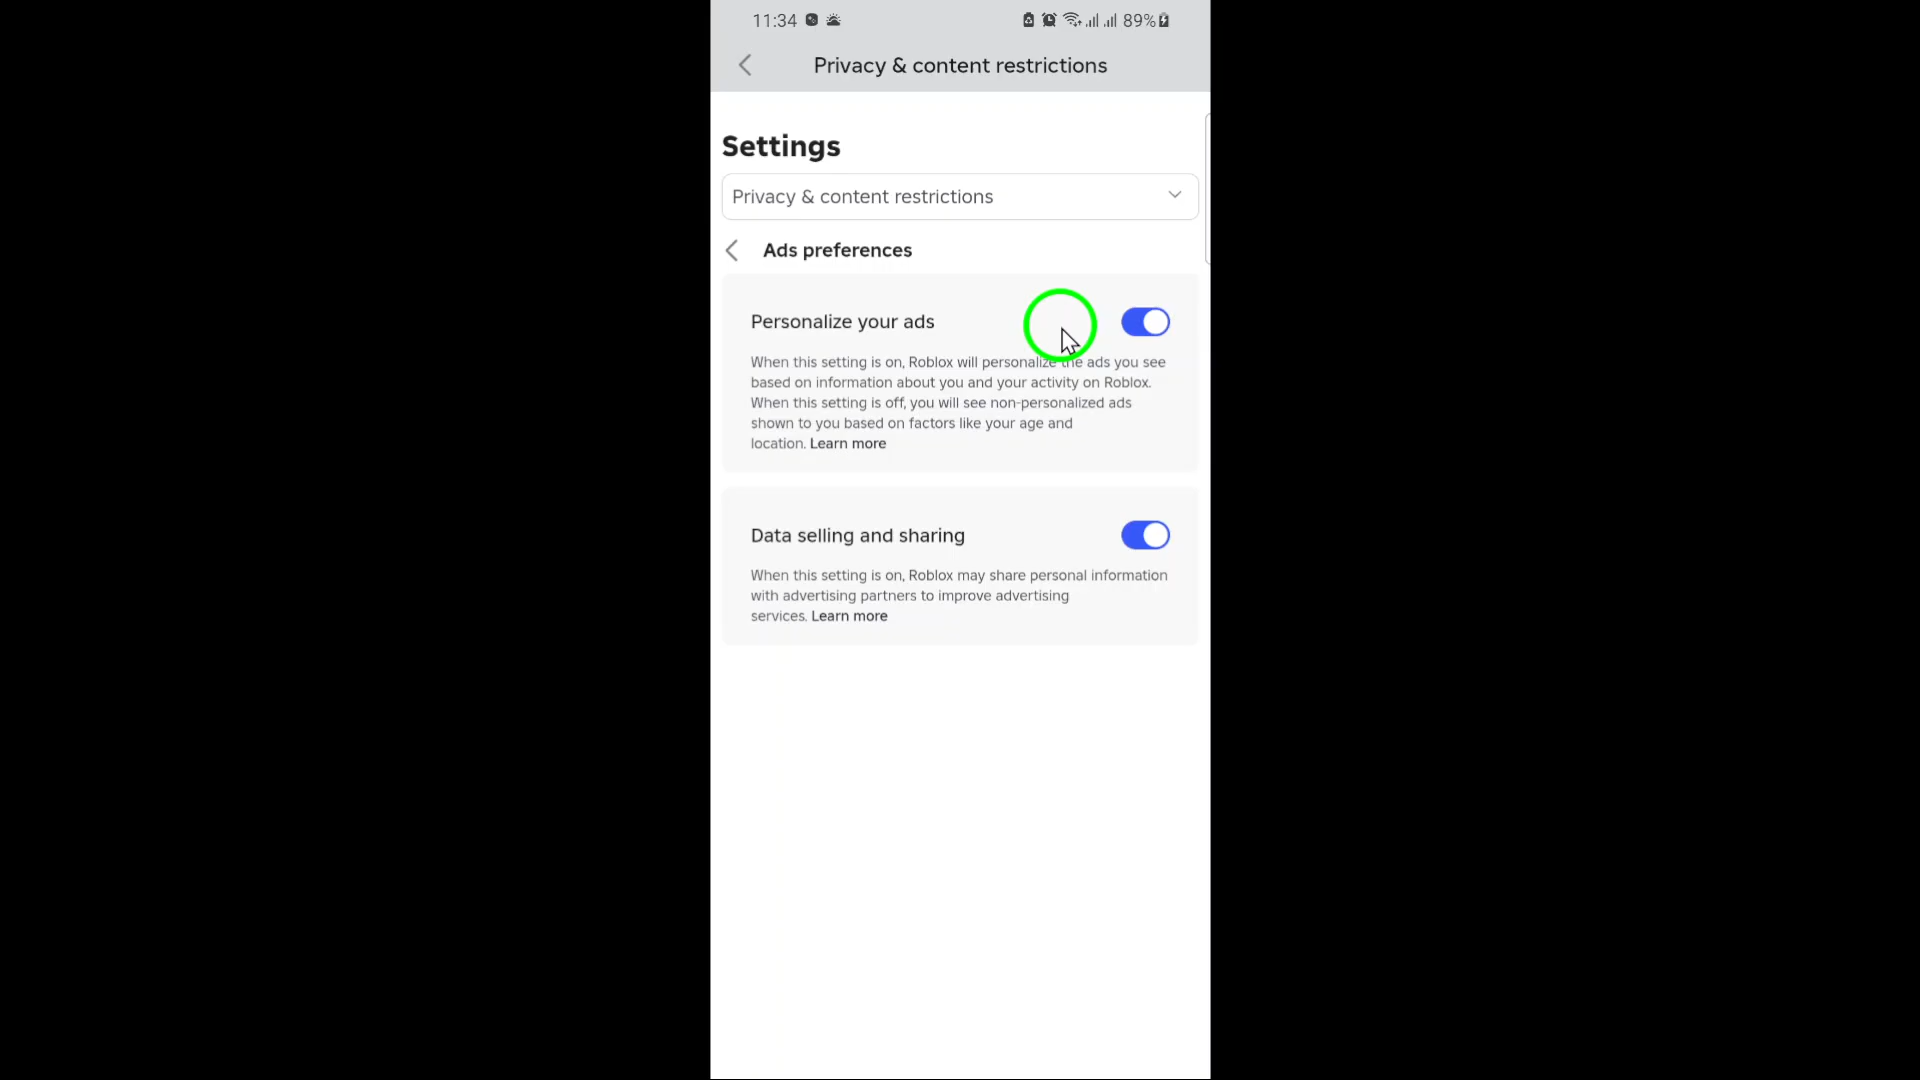 11:34
89%
Privacy & content restrictions
Settings
Privacy & content restrictions
Ads preferences
Personalize your ads
When this setting is on, Roblox will personalize the ads you see
based on information about you and your activity on Roblox.
When this setting is off, you will see non-personalized ads
shown to you based on factors like your age and
location. Learn more
Data selling and sharing
When this setting is on, Roblox may share personal information
with advertising partners to improve advertising
services. Learn more